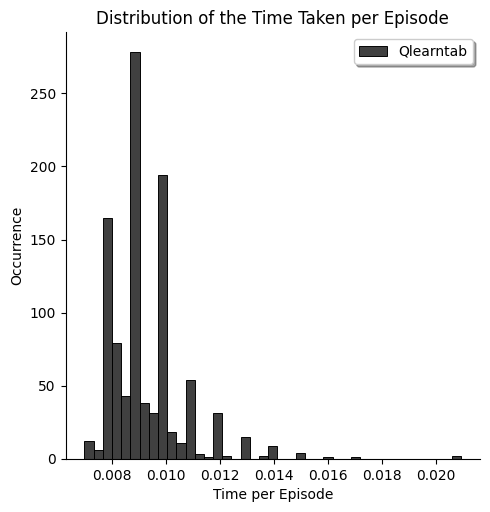 Distribution of the Time Taken per Episode
Qlearntab
Occurrence
250
200
150
100
50
0
0.008 0.010 0.012 0.014 0.016 0.018 0.020
Time per Episode